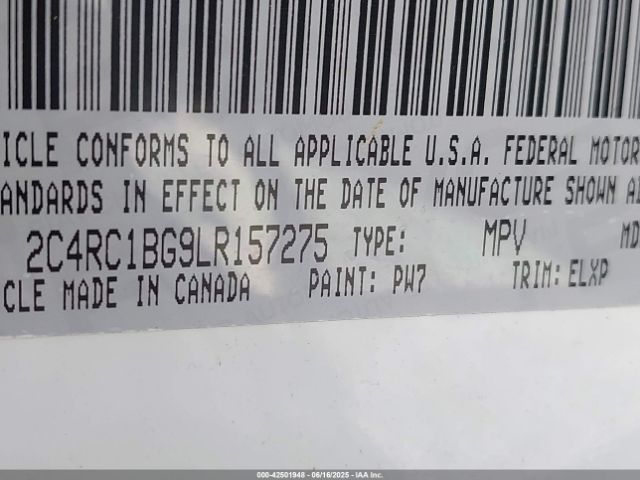 ICLE CONFORMS TO ALL APPLICABLE U.S.A. FEDERAL MOTOR
ANDARDS IN EFFECT ON THE DATE OF MANUFACTURE SHOWN A
2C4RC1BG9LR157275 TYPE: MPV MD
CLE MADE IN CANADA PAINT: PW7 TRIM: ELXP
000-42501948 - 06/16/2025 - IAA Inc.